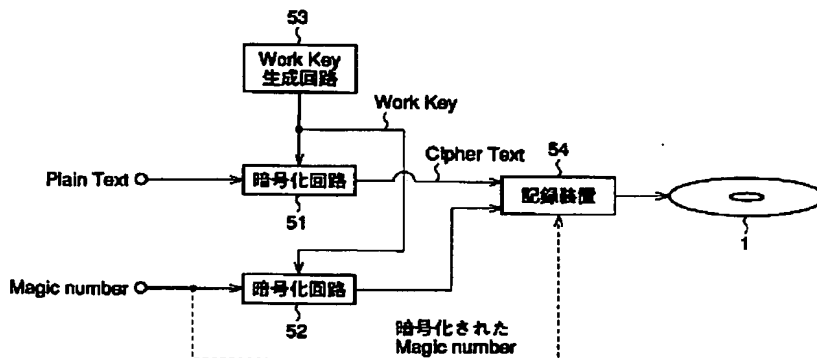 53
Work Key
生成回路
Work Key
Cipher Text
54
Plain Text
暗号化回路
記録装置
51
1
Magic number
暗号化回路
52
暗号化された
Magic number